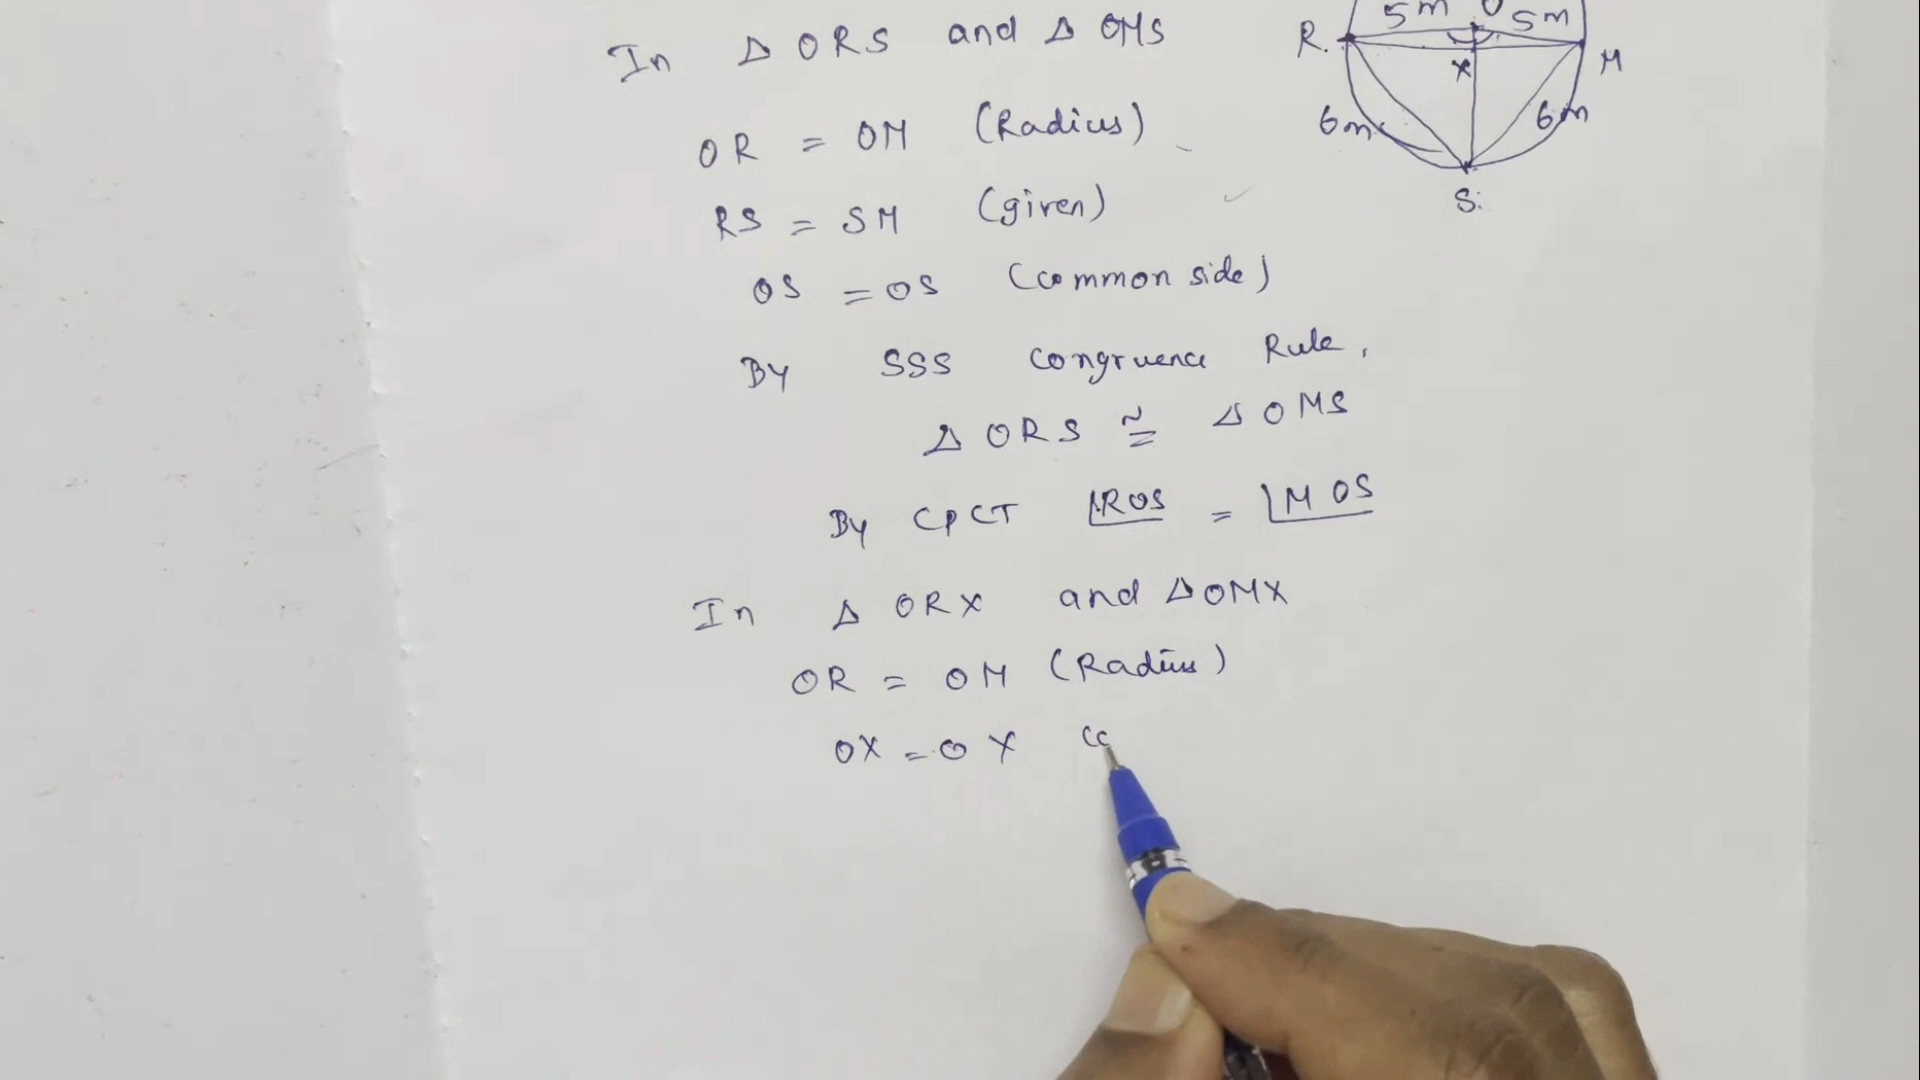 In Δ ORS and Δ OMS
OR = OM (Radius)
RS = SM (given)
OS = OS (common side)
By SSS congruence Rule,
Δ ORS ≅ Δ OMS
By CPCT ∠ROS = ∠MOS
In Δ ORX and Δ OMX
OR = OM (Radius)
OX = OX (c
5m O 5m
R. X M
6m 6m
S.